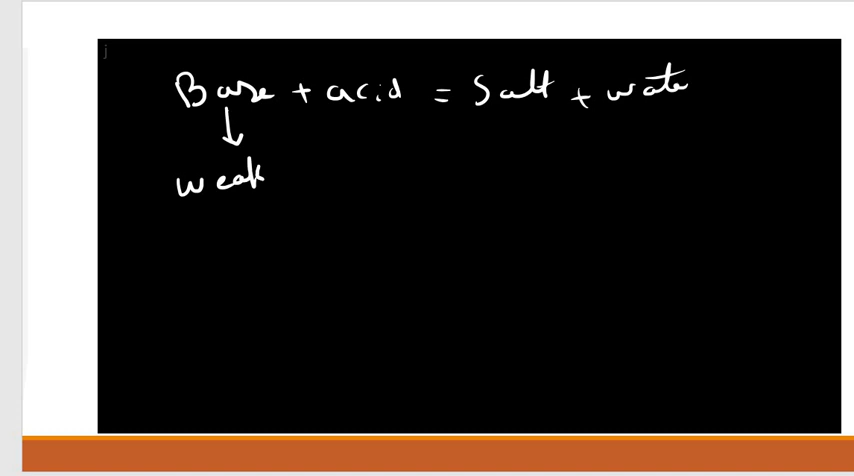 j
Base + acid = Salt + water
weak